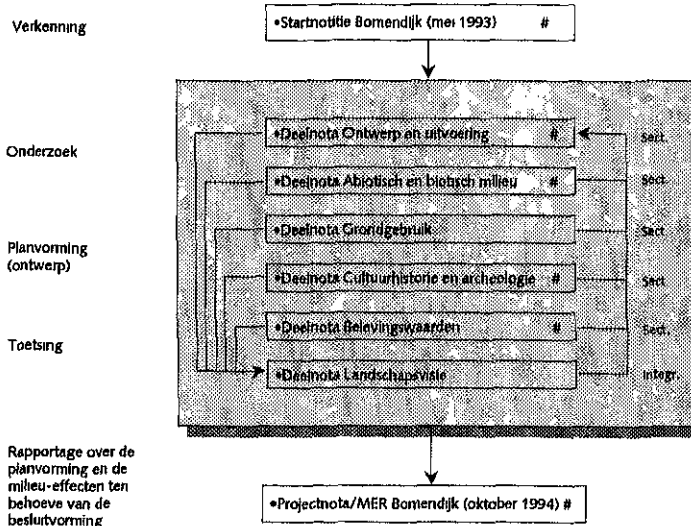 Verkenning
•Startnotitie Bomendijk (mei 1993) #
Onderzoek
•Deelnota Ontwerp en uitvoering # Sect.
•Deelnota Abiotisch en biotisch milieu # Sect.
Planvorming
(ontwerp)
•Deelnota Grondgebruik Sect.
•Deelnota Cultuurhistorie en archeologie # Sect.
Toetsing
•Deelnota Belevingswaarden # Sect.
•Deelnota Landschapsvisie Integr.
Rapportage over de
planvorming en de
milieu-effecten ten
behoeve van de
besluitvorming
•Projectnota/MER Bomendijk (oktober 1994) #